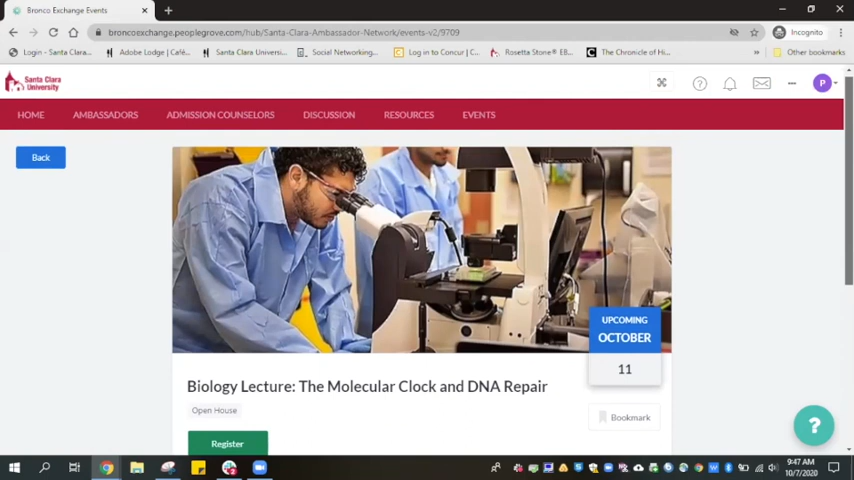 Bronco Exchange Events
broncoexchange.peoplegrove.com/hub/Santa-Clara-Ambassador-Network/events-v2/9709
Incognito
Login - Santa Clara...
Adobe Lodge | Café...
Santa Clara Universi...
Social Networking...
Log in to Concur | C...
Rosetta Stone® EB...
The Chronicle of Hi...
Other bookmarks
Santa Clara
University
P
HOME
AMBASSADORS
ADMISSION COUNSELORS
DISCUSSION
RESOURCES
EVENTS
Back
UPCOMING
OCTOBER
11
Biology Lecture: The Molecular Clock and DNA Repair
Open House
Bookmark
Register
?
9:47 AM
10/7/2020